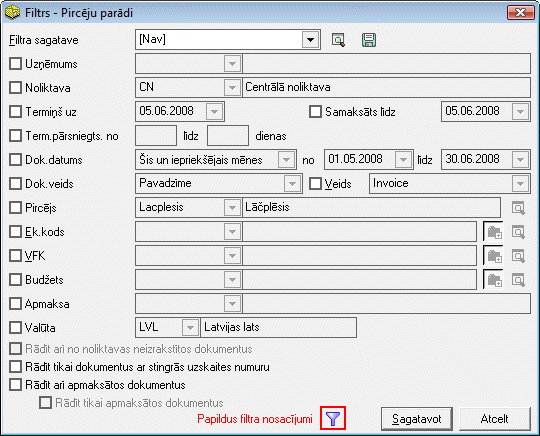 Filtrs - Pircēju parādi
Filtra sagatave [Nav]
Uzņēmums
Noliktava CN Centrālā noliktava
Termiņš uz 05.06.2008 Samaksāts līdz 05.06.2008
Term.pārsniegts. no līdz dienas
Dok.datums Šis un iepriekšējais mēnes no 01.05.2008 līdz 30.06.2008
Dok.veids Pavadzīme Veids Invoice
Pircējs Lacplesis Lāčplēsis
Ek.kods
VFK
Budžets
Apmaksa
Valūta LVL Latvijas lats
Rādīt arī no noliktavas neizrakstītos dokumentus
Rādīt tikai dokumentus ar stingrās uzskaites numuru
Rādīt arī apmaksātos dokumentus
Rādīt tikai apmaksātos dokumentus
Papildus filtra nosacījumi Sagatavot Atcelt